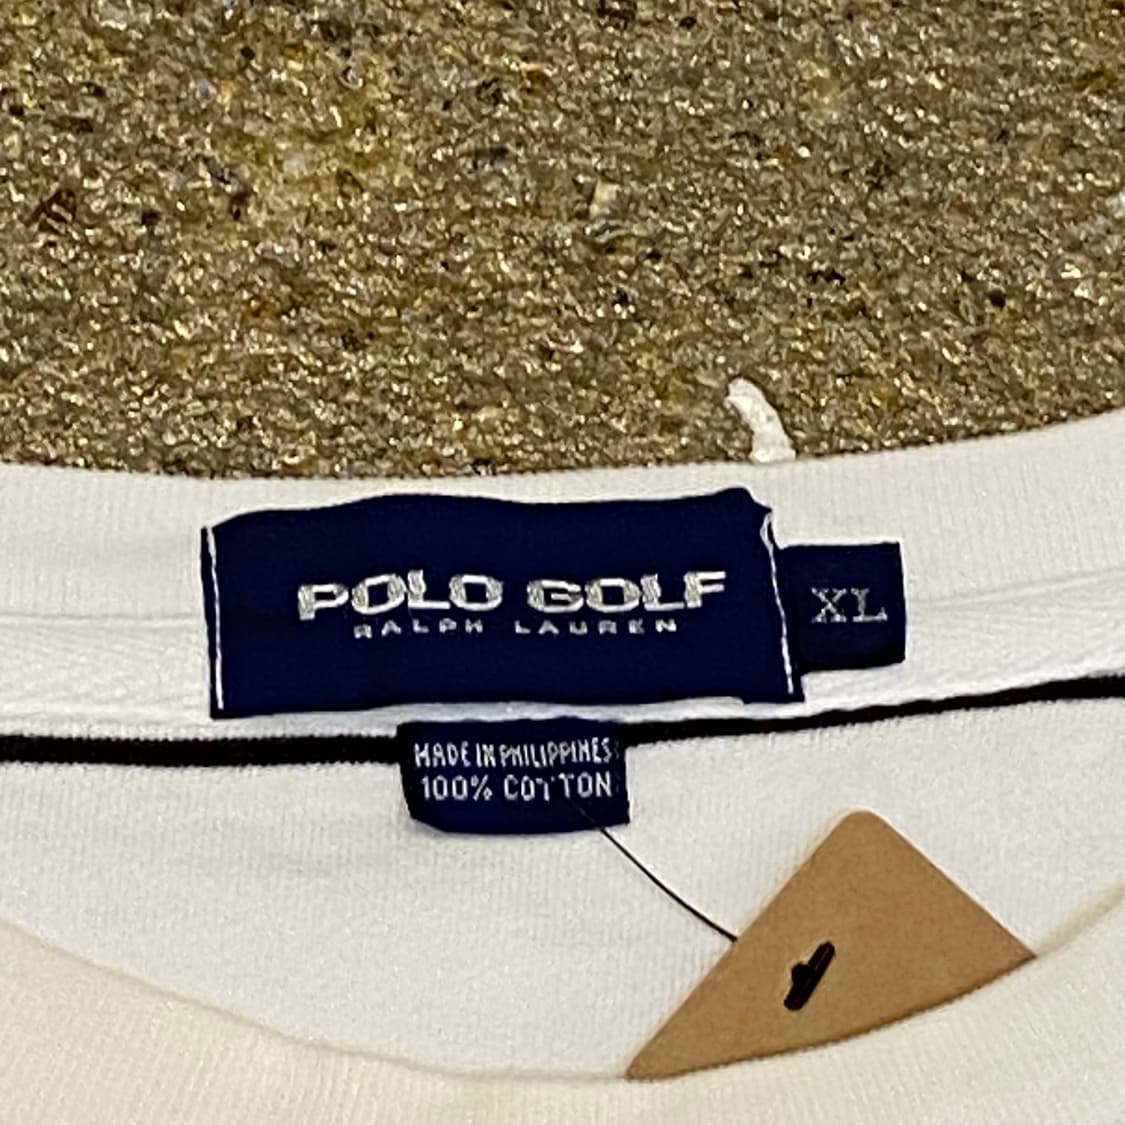 POLO GOLF
RALPH LAUREN
XL
MADE IN PHILIPPINES
100% COTTON